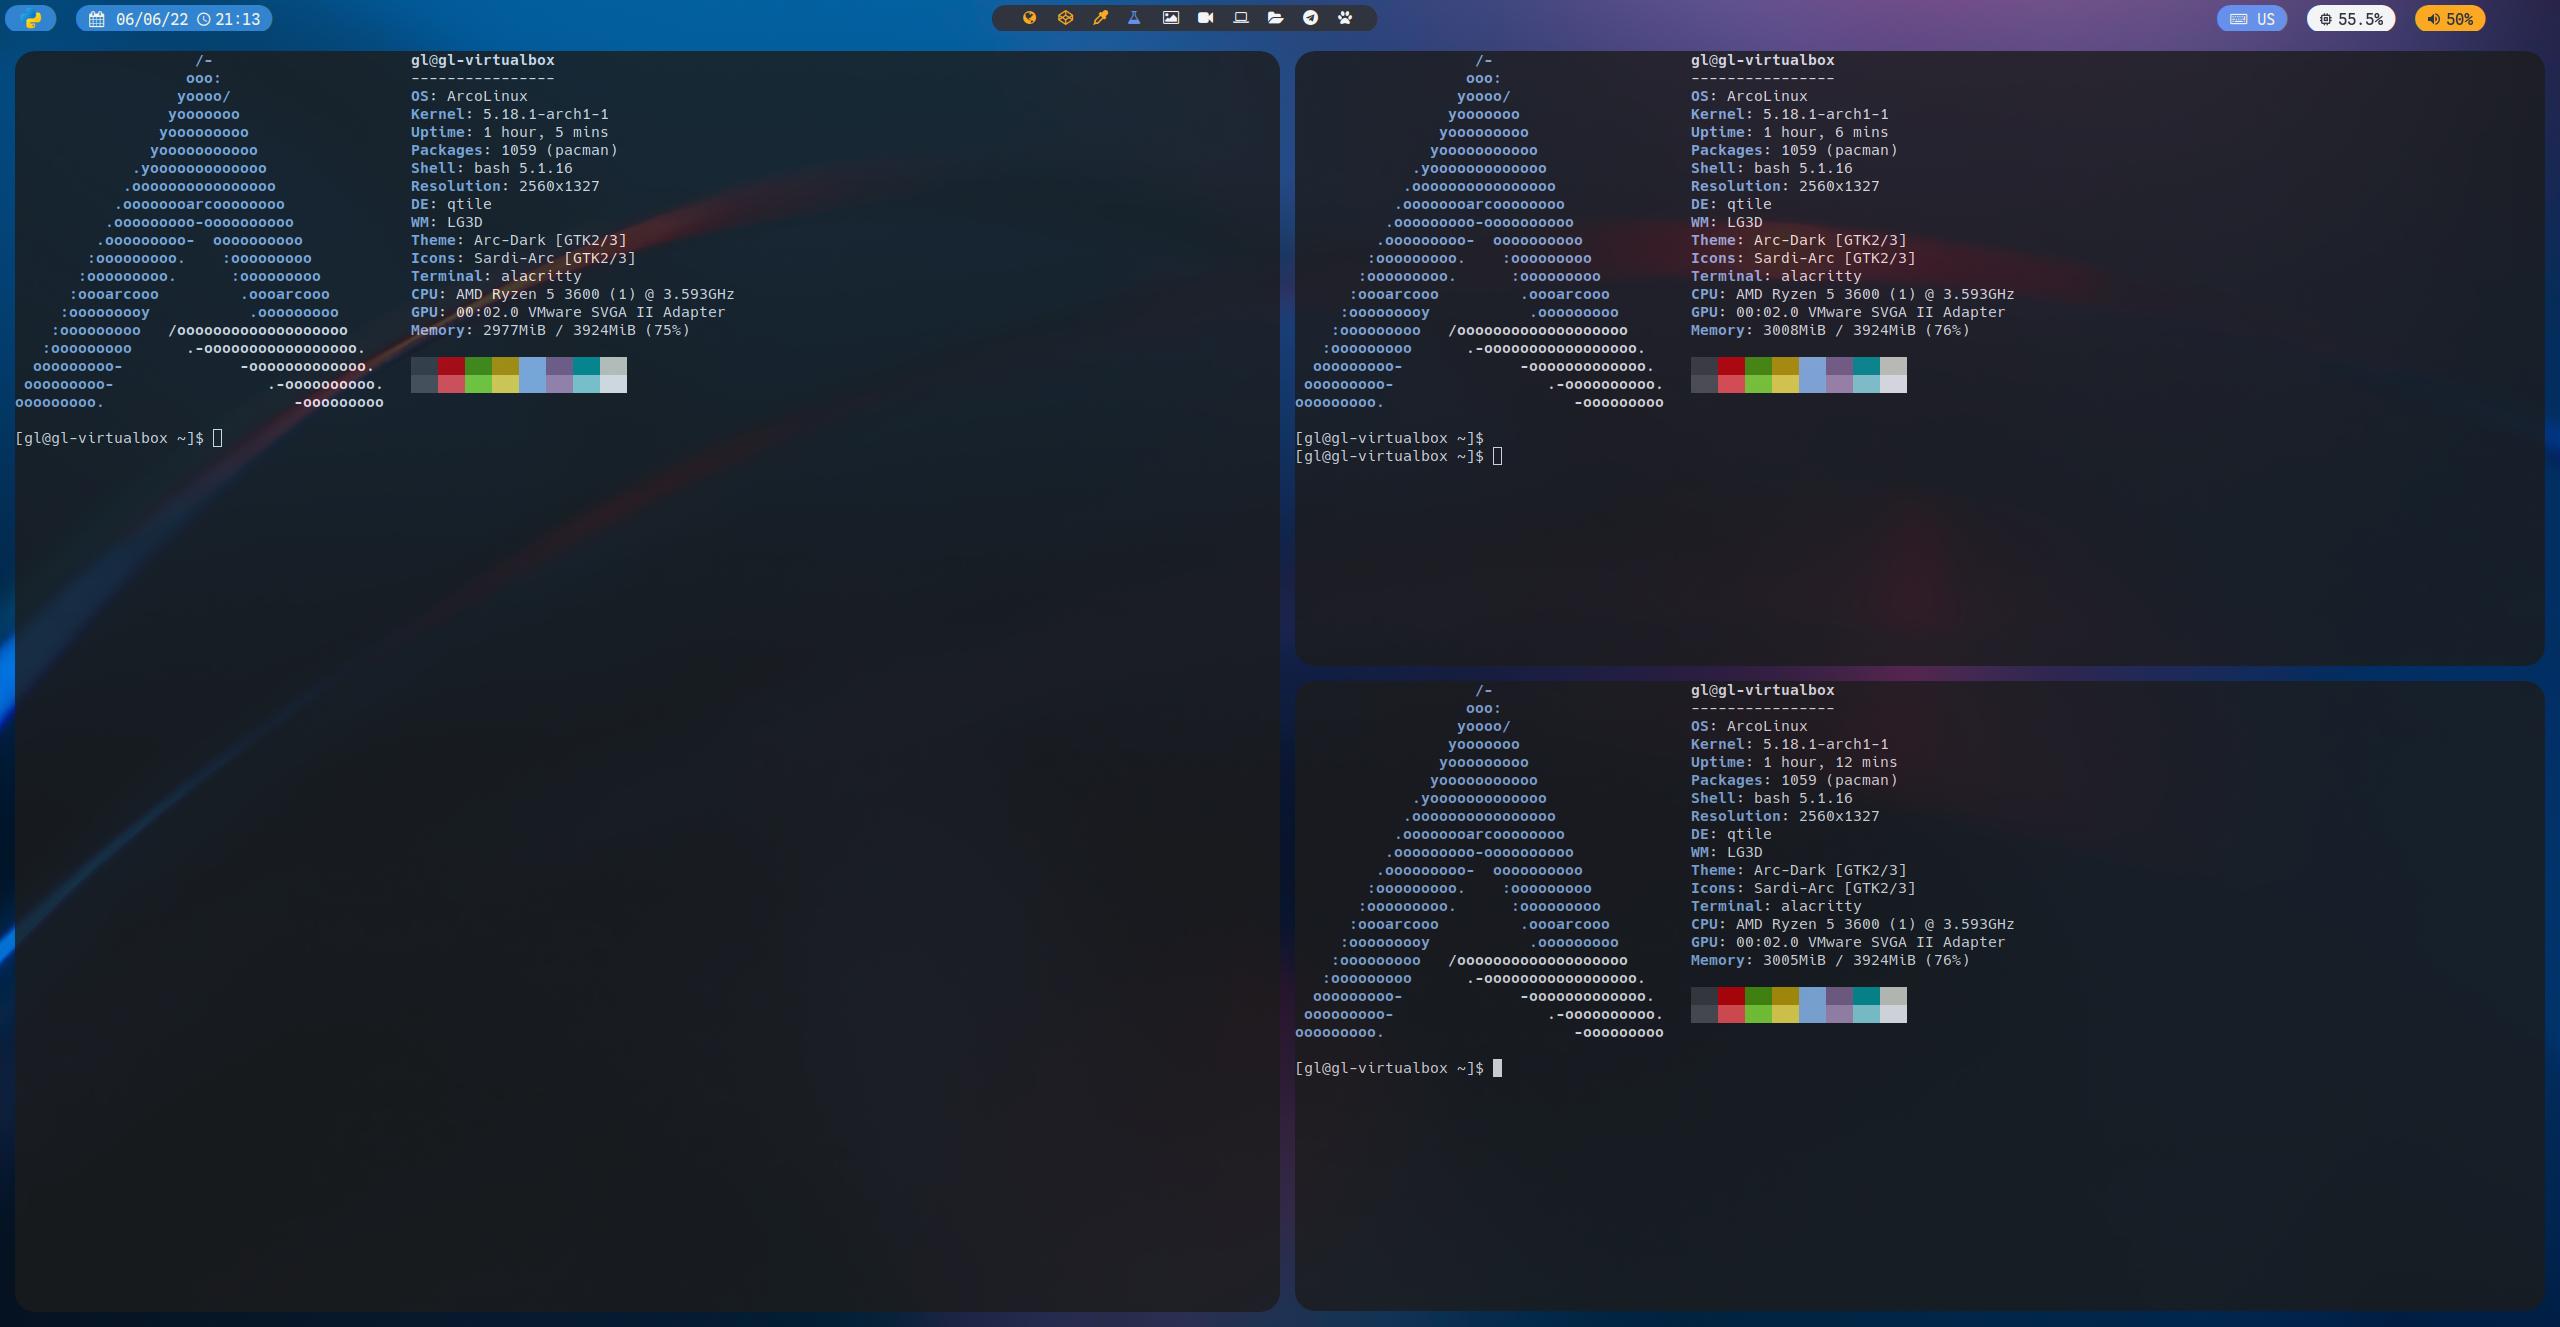 06/06/22 21:13
US 55.5% 50%
/-
ooo:
yoooo/
yooooooo
yooooooooo
yooooooooooo
.yooooooooooooo
.oooooooooooooooo
.oooooooarcoooooooo
.ooooooooo-oooooooooo
.ooooooooo-  oooooooooo
:ooooooooo.    :ooooooooo
:ooooooooo.      :ooooooooo
:oooarcooo         .oooarcooo
:ooooooooy           .ooooooooo
:ooooooooo   /ooooooooooooooooooo
:ooooooooo      .-ooooooooooooooooo.
ooooooooo-             -ooooooooooooo.
ooooooooo-                 .-oooooooooo.
ooooooooo.                     -ooooooooo
gl@gl-virtualbox
----------------
OS: ArcoLinux
Kernel: 5.18.1-arch1-1
Uptime: 1 hour, 5 mins
Packages: 1059 (pacman)
Shell: bash 5.1.16
Resolution: 2560x1327
DE: qtile
WM: LG3D
Theme: Arc-Dark [GTK2/3]
Icons: Sardi-Arc [GTK2/3]
Terminal: alacritty
CPU: AMD Ryzen 5 3600 (1) @ 3.593GHz
GPU: 00:02.0 VMware SVGA II Adapter
Memory: 2977MiB / 3924MiB (75%)
[gl@gl-virtualbox ~]$
/-
ooo:
yoooo/
yooooooo
yooooooooo
yooooooooooo
.yooooooooooooo
.oooooooooooooooo
.oooooooarcoooooooo
.ooooooooo-oooooooooo
.ooooooooo-  oooooooooo
:ooooooooo.    :ooooooooo
:ooooooooo.      :ooooooooo
:oooarcooo         .oooarcooo
:ooooooooy           .ooooooooo
:ooooooooo   /ooooooooooooooooooo
:ooooooooo      .-ooooooooooooooooo.
ooooooooo-             -ooooooooooooo.
ooooooooo-                 .-oooooooooo.
ooooooooo.                     -ooooooooo
gl@gl-virtualbox
----------------
OS: ArcoLinux
Kernel: 5.18.1-arch1-1
Uptime: 1 hour, 6 mins
Packages: 1059 (pacman)
Shell: bash 5.1.16
Resolution: 2560x1327
DE: qtile
WM: LG3D
Theme: Arc-Dark [GTK2/3]
Icons: Sardi-Arc [GTK2/3]
Terminal: alacritty
CPU: AMD Ryzen 5 3600 (1) @ 3.593GHz
GPU: 00:02.0 VMware SVGA II Adapter
Memory: 3008MiB / 3924MiB (76%)
[gl@gl-virtualbox ~]$
[gl@gl-virtualbox ~]$
/-
ooo:
yoooo/
yooooooo
yooooooooo
yooooooooooo
.yooooooooooooo
.oooooooooooooooo
.oooooooarcoooooooo
.ooooooooo-oooooooooo
.ooooooooo-  oooooooooo
:ooooooooo.    :ooooooooo
:ooooooooo.      :ooooooooo
:oooarcooo         .oooarcooo
:ooooooooy           .ooooooooo
:ooooooooo   /ooooooooooooooooooo
:ooooooooo      .-ooooooooooooooooo.
ooooooooo-             -ooooooooooooo.
ooooooooo-                 .-oooooooooo.
ooooooooo.                     -ooooooooo
gl@gl-virtualbox
----------------
OS: ArcoLinux
Kernel: 5.18.1-arch1-1
Uptime: 1 hour, 12 mins
Packages: 1059 (pacman)
Shell: bash 5.1.16
Resolution: 2560x1327
DE: qtile
WM: LG3D
Theme: Arc-Dark [GTK2/3]
Icons: Sardi-Arc [GTK2/3]
Terminal: alacritty
CPU: AMD Ryzen 5 3600 (1) @ 3.593GHz
GPU: 00:02.0 VMware SVGA II Adapter
Memory: 3005MiB / 3924MiB (76%)
[gl@gl-virtualbox ~]$